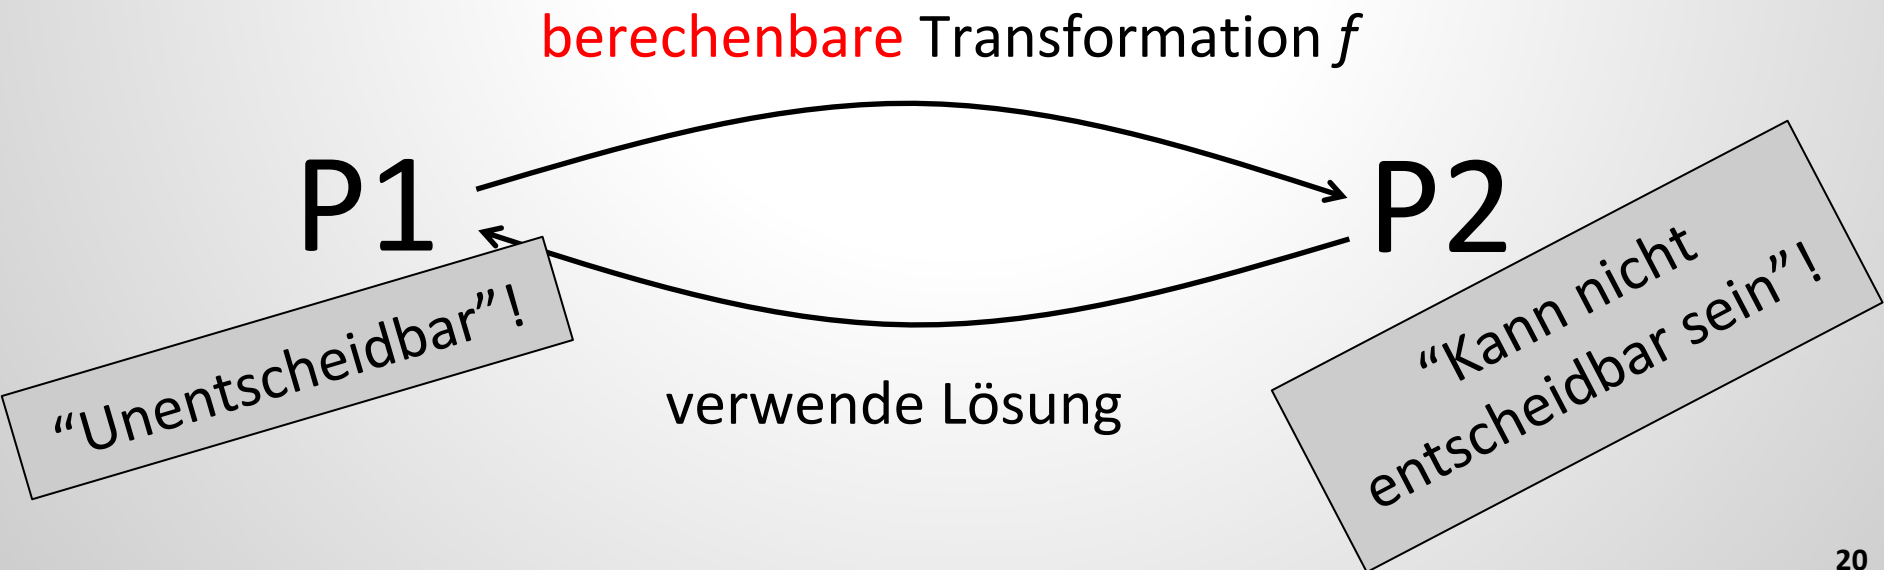 berechenbare Transformation f
P1
P2
“Unentscheidbar”!
“Kann nicht
entscheidbar sein”!
verwende Lösung
20